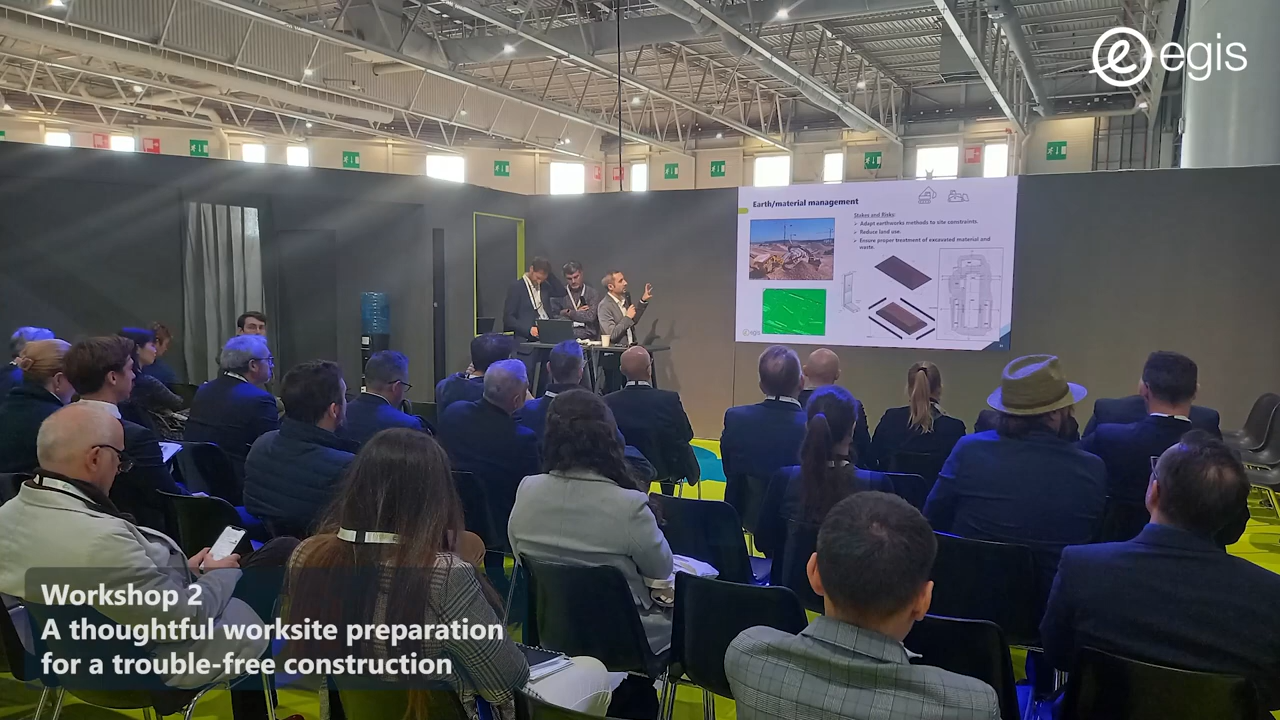 egis
Earth/material management
Stakes and Risks:
Adapt earthworks methods to site constraints.
Reduce land use.
Ensure proper treatment of excavated material and
waste.
egis
Workshop 2
A thoughtful worksite preparation
for a trouble-free construction